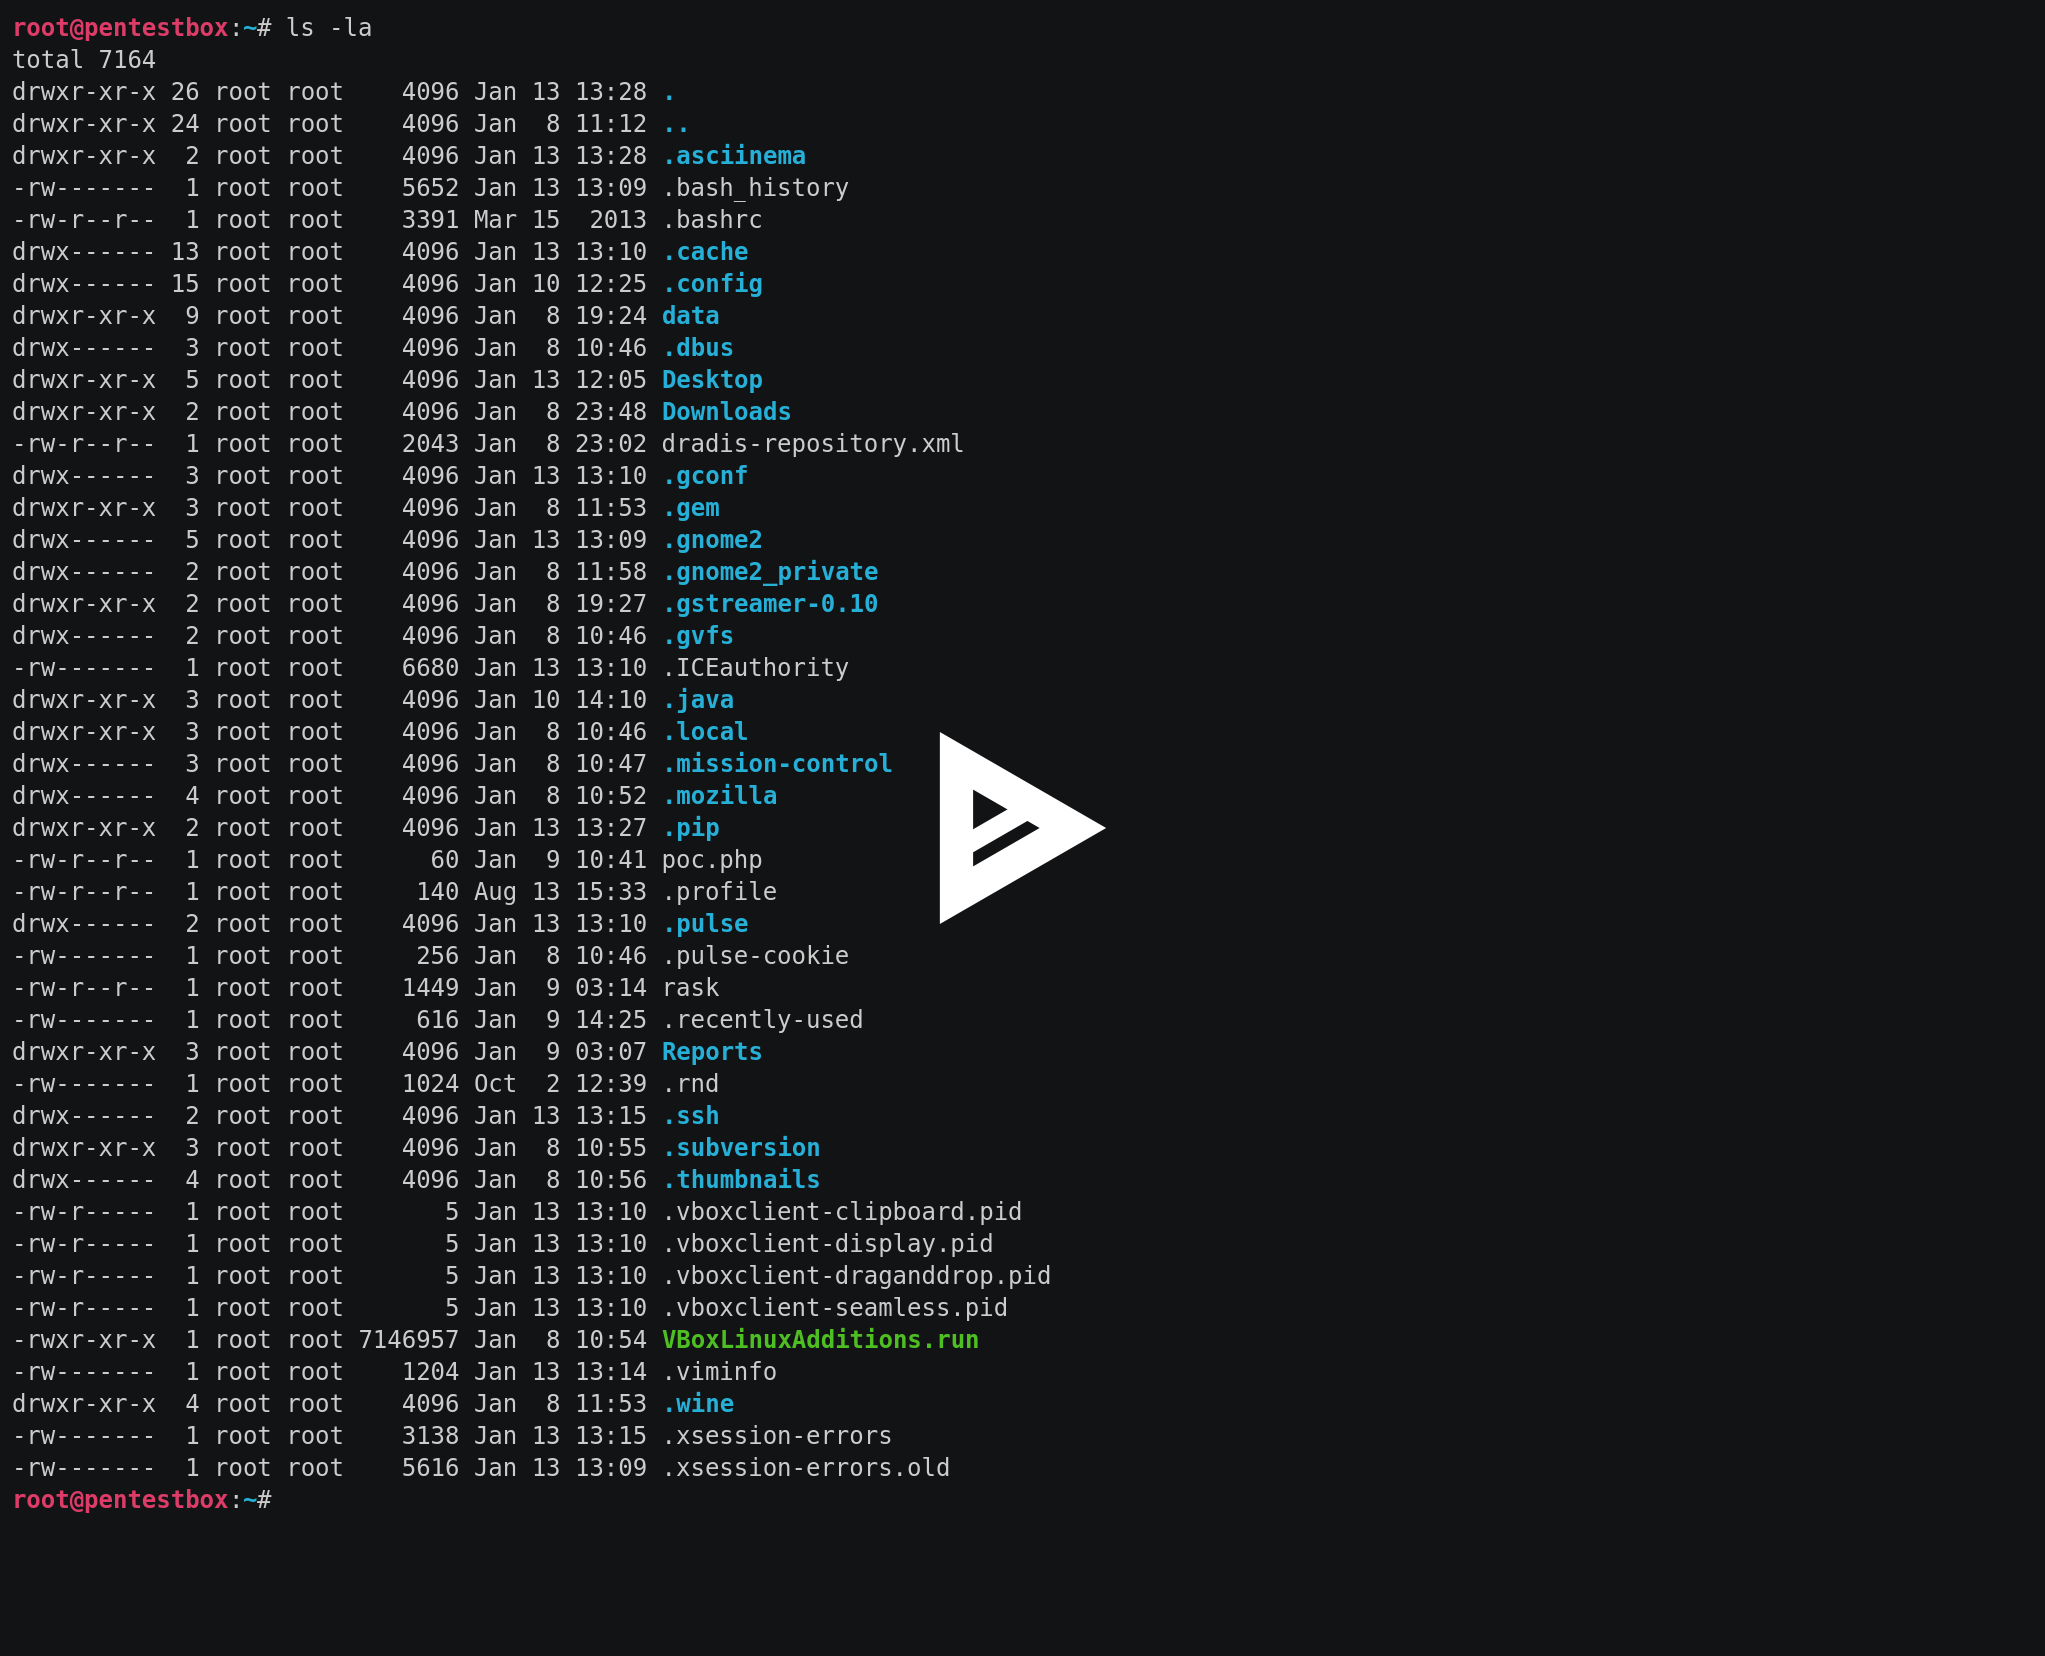 root@pentestbox:~# ls -la
total 7164
drwxr-xr-x 26 root root    4096 Jan 13 13:28 .
drwxr-xr-x 24 root root    4096 Jan  8 11:12 ..
drwxr-xr-x  2 root root    4096 Jan 13 13:28 .asciinema
-rw-------  1 root root    5652 Jan 13 13:09 .bash_history
-rw-r--r--  1 root root    3391 Mar 15  2013 .bashrc
drwx------ 13 root root    4096 Jan 13 13:10 .cache
drwx------ 15 root root    4096 Jan 10 12:25 .config
drwxr-xr-x  9 root root    4096 Jan  8 19:24 data
drwx------  3 root root    4096 Jan  8 10:46 .dbus
drwxr-xr-x  5 root root    4096 Jan 13 12:05 Desktop
drwxr-xr-x  2 root root    4096 Jan  8 23:48 Downloads
-rw-r--r--  1 root root    2043 Jan  8 23:02 dradis-repository.xml
drwx------  3 root root    4096 Jan 13 13:10 .gconf
drwxr-xr-x  3 root root    4096 Jan  8 11:53 .gem
drwx------  5 root root    4096 Jan 13 13:09 .gnome2
drwx------  2 root root    4096 Jan  8 11:58 .gnome2_private
drwxr-xr-x  2 root root    4096 Jan  8 19:27 .gstreamer-0.10
drwx------  2 root root    4096 Jan  8 10:46 .gvfs
-rw-------  1 root root    6680 Jan 13 13:10 .ICEauthority
drwxr-xr-x  3 root root    4096 Jan 10 14:10 .java
drwxr-xr-x  3 root root    4096 Jan  8 10:46 .local
drwx------  3 root root    4096 Jan  8 10:47 .mission-control
drwx------  4 root root    4096 Jan  8 10:52 .mozilla
drwxr-xr-x  2 root root    4096 Jan 13 13:27 .pip
-rw-r--r--  1 root root      60 Jan  9 10:41 poc.php
-rw-r--r--  1 root root     140 Aug 13 15:33 .profile
drwx------  2 root root    4096 Jan 13 13:10 .pulse
-rw-------  1 root root     256 Jan  8 10:46 .pulse-cookie
-rw-r--r--  1 root root    1449 Jan  9 03:14 rask
-rw-------  1 root root     616 Jan  9 14:25 .recently-used
drwxr-xr-x  3 root root    4096 Jan  9 03:07 Reports
-rw-------  1 root root    1024 Oct  2 12:39 .rnd
drwx------  2 root root    4096 Jan 13 13:15 .ssh
drwxr-xr-x  3 root root    4096 Jan  8 10:55 .subversion
drwx------  4 root root    4096 Jan  8 10:56 .thumbnails
-rw-r-----  1 root root       5 Jan 13 13:10 .vboxclient-clipboard.pid
-rw-r-----  1 root root       5 Jan 13 13:10 .vboxclient-display.pid
-rw-r-----  1 root root       5 Jan 13 13:10 .vboxclient-draganddrop.pid
-rw-r-----  1 root root       5 Jan 13 13:10 .vboxclient-seamless.pid
-rwxr-xr-x  1 root root 7146957 Jan  8 10:54 VBoxLinuxAdditions.run
-rw-------  1 root root    1204 Jan 13 13:14 .viminfo
drwxr-xr-x  4 root root    4096 Jan  8 11:53 .wine
-rw-------  1 root root    3138 Jan 13 13:15 .xsession-errors
-rw-------  1 root root    5616 Jan 13 13:09 .xsession-errors.old
root@pentestbox:~#